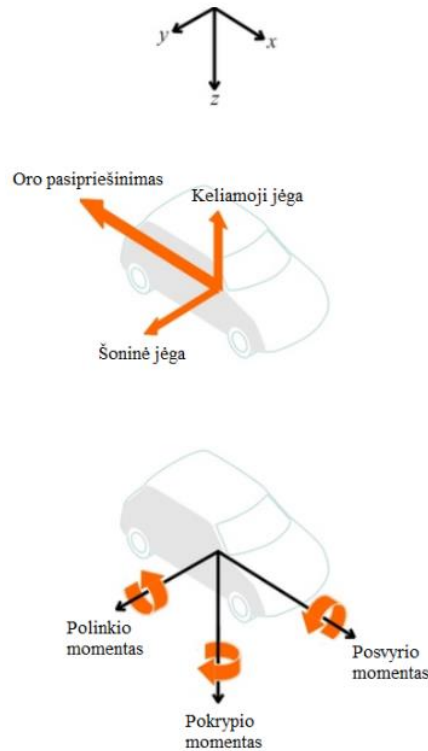 y
x
z
Oro pasipriešinimas
Keliamoji jėga
Šoninė jėga
Polinkio
momentas
Posvyrio
momentas
Pokrypio
momentas